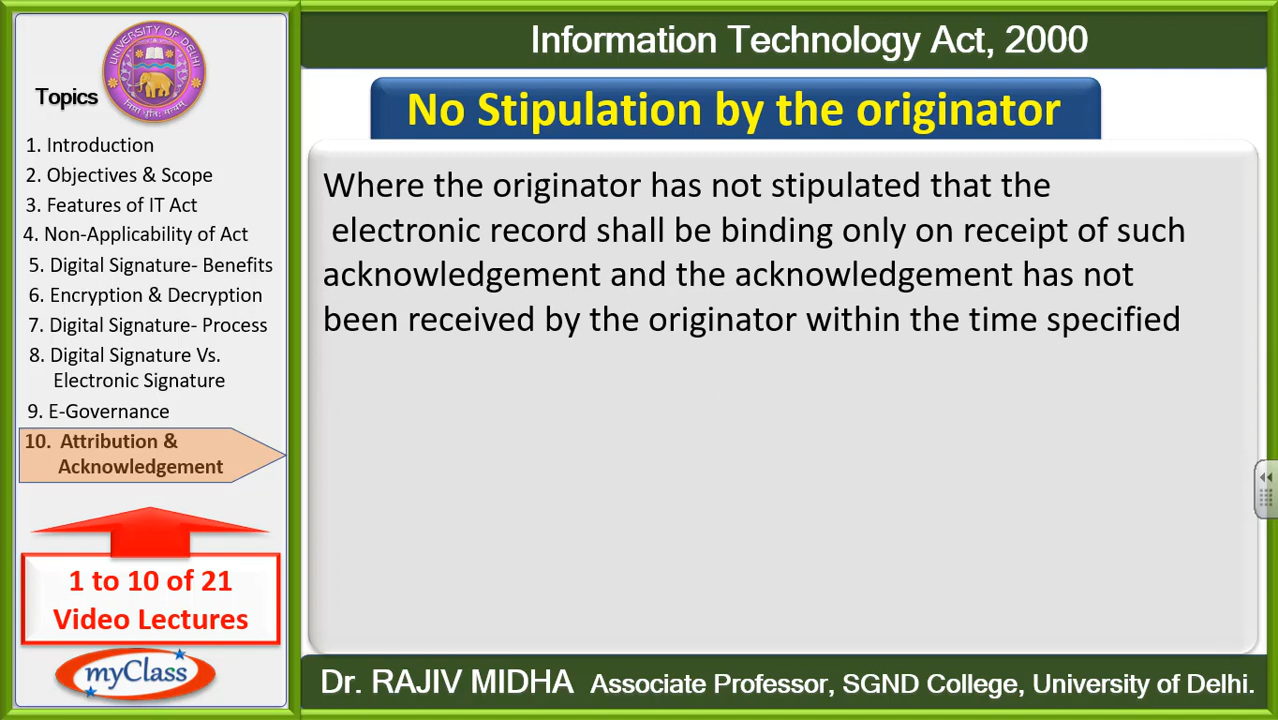 Information Technology Act, 2000
UNIVERSITY OF DELHI
Topics
1. Introduction
2. Objectives & Scope
3. Features of IT Act
4. Non-Applicability of Act
5. Digital Signature- Benefits
6. Encryption & Decryption
7. Digital Signature- Process
8. Digital Signature Vs.
Electronic Signature
9. E-Governance
10. Attribution &
Acknowledgement
1 to 10 of 21
Video Lectures
myClass
No Stipulation by the originator
Where the originator has not stipulated that the
electronic record shall be binding only on receipt of such
acknowledgement and the acknowledgement has not
been received by the originator within the time specified
Dr. RAJIV MIDHA Associate Professor, SGND College, University of Delhi.